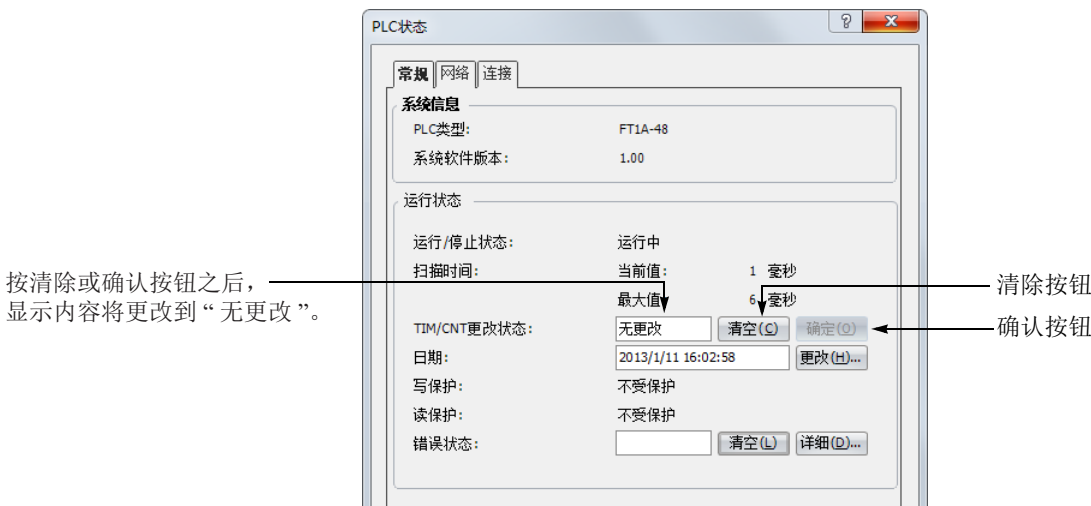 PLC状态
常规 网络 连接
系统信息
PLC类型: FT1A-48
系统软件版本: 1.00
运行状态
运行/停止状态: 运行中
扫描时间: 当前值: 1 毫秒
最大值 6 毫秒
TIM/CNT更改状态: 无更改 清空(C) 确定(O)
日期: 2013/1/11 16:02:58 更改(H)...
写保护: 不受保护
读保护: 不受保护
错误状态: 清空(L) 详细(D)...
按清除或确认按钮之后,
显示内容将更改到“无更改”。
清除按钮
确认按钮